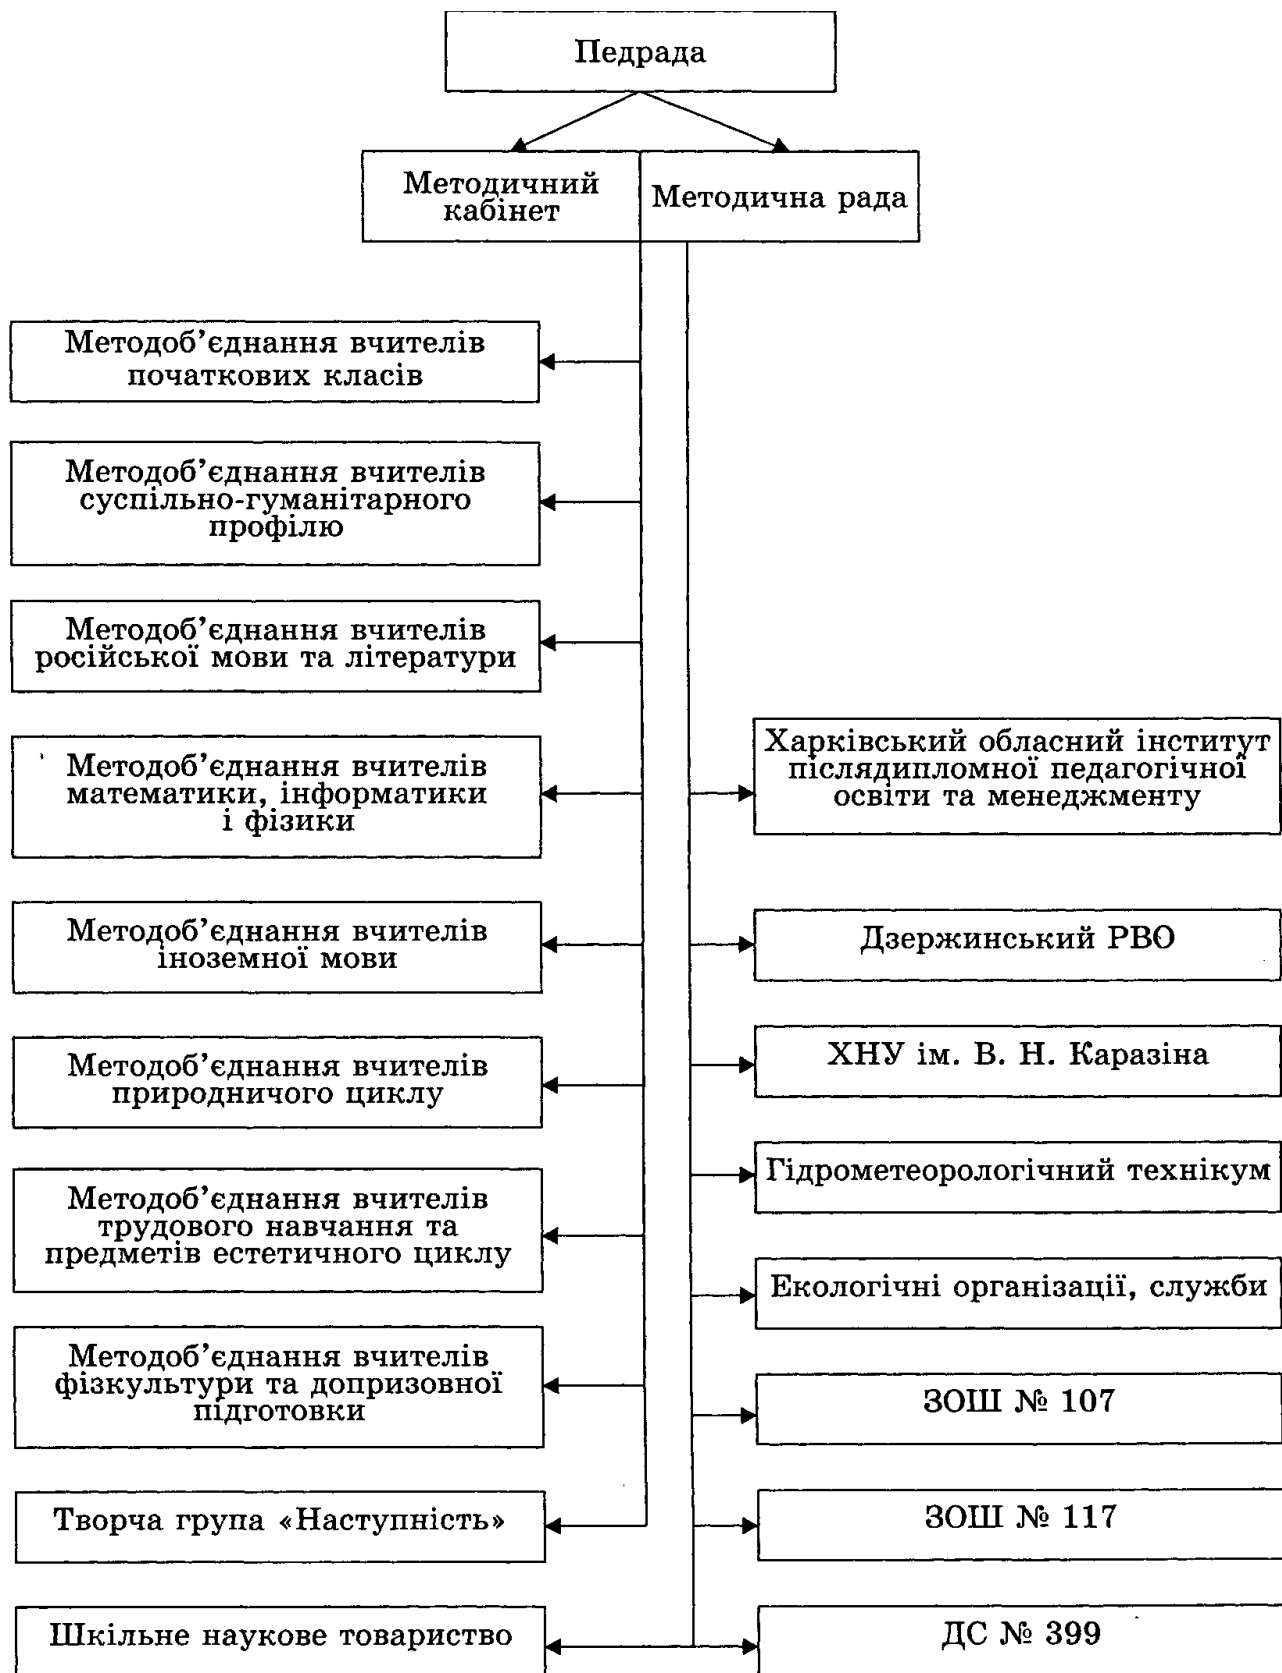 Педрада
Методичний
кабінет
Методична рада
Методоб’єднання вчителів
початкових класів
Методоб’єднання вчителів
суспільно-гуманітарного
профілю
Методоб’єднання вчителів
російської мови та літератури
Методоб’єднання вчителів
математики, інформатики
і фізики
Методоб’єднання вчителів
іноземної мови
Методоб’єднання вчителів
природничого циклу
Методоб’єднання вчителів
трудового навчання та
предметів естетичного циклу
Методоб’єднання вчителів
фізкультури та допризовної
підготовки
Творча група «Наступність»
Шкільне наукове товариство
Харківський обласний інститут
післядипломної педагогічної
освіти та менеджменту
Дзержинський РВО
ХНУ ім. В. Н. Каразіна
Гідрометеорологічний технікум
Екологічні організації, служби
ЗОШ № 107
ЗОШ № 117
ДС № 399